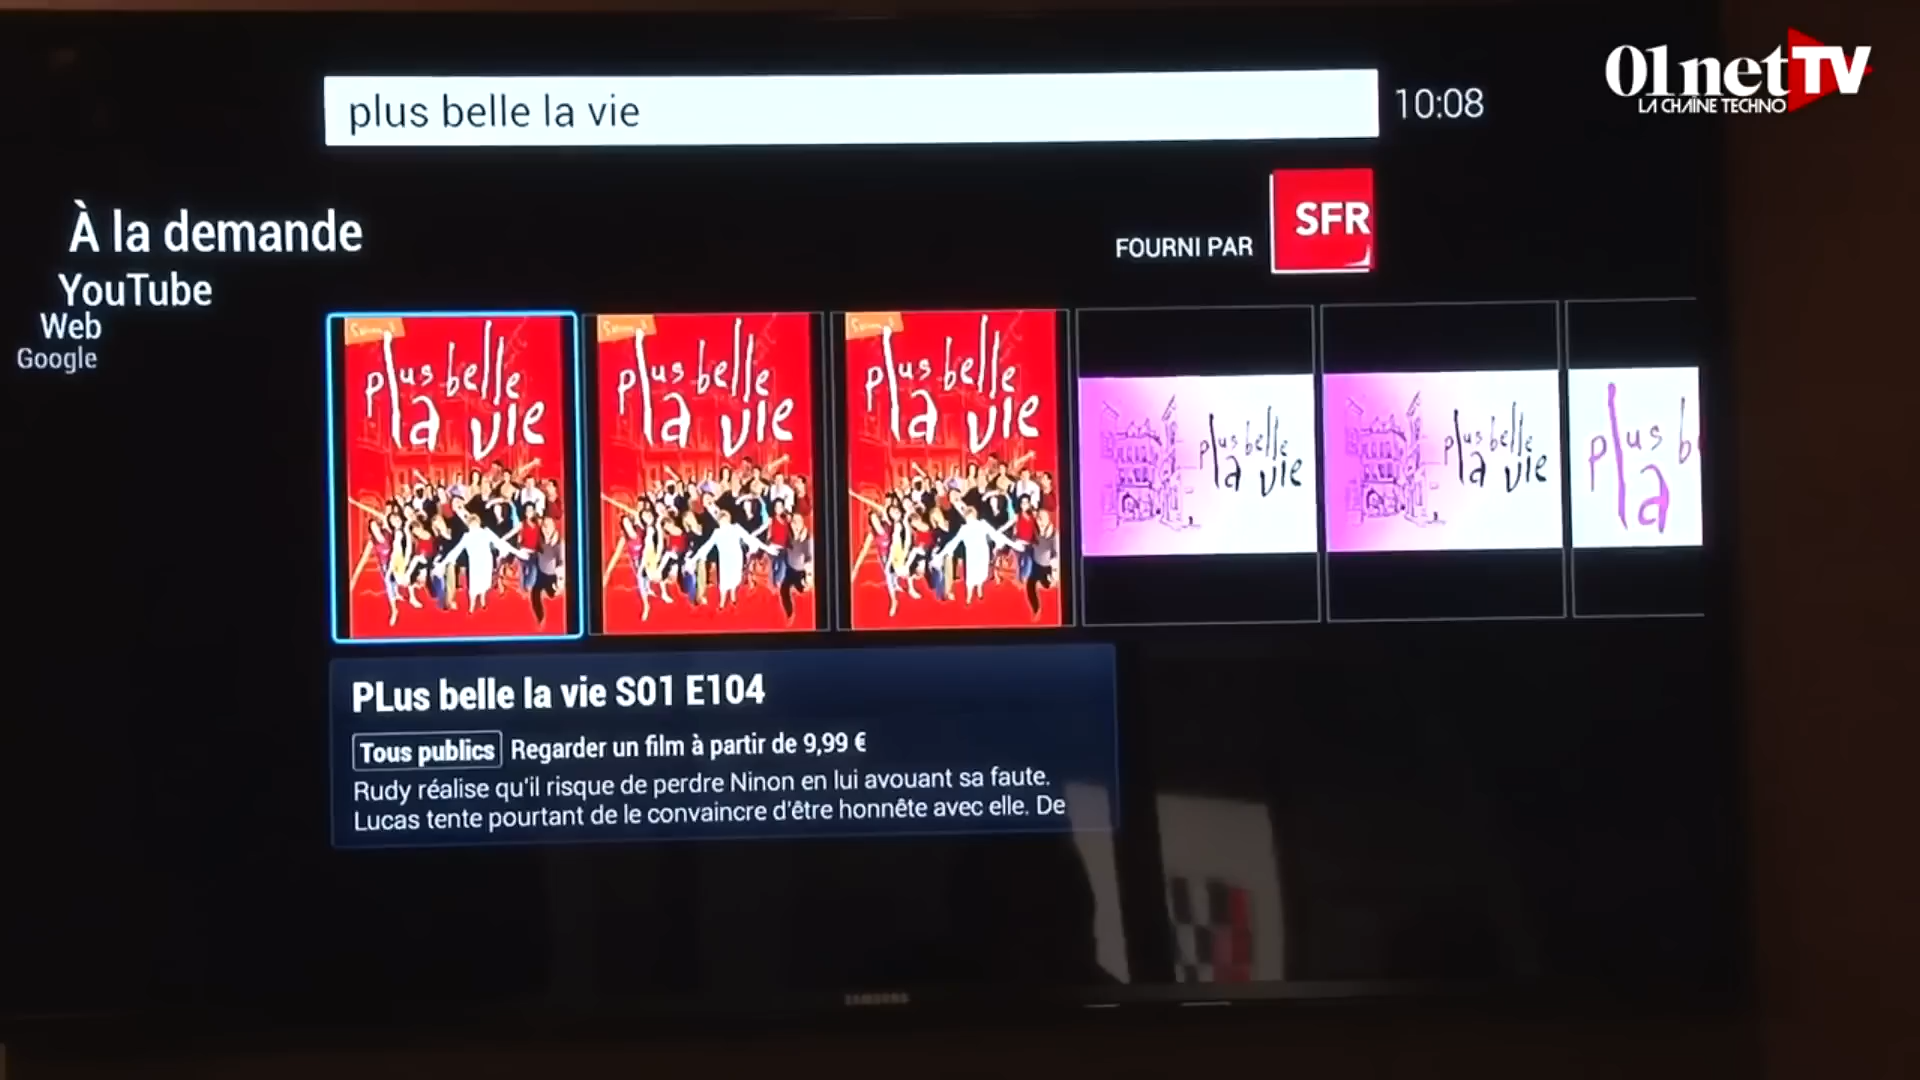 01netTV
LA CHAÎNE TECHNO
plus belle la vie
10:08
À la demande
YouTube
Web
Google
FOURNI PAR
SFR
plus belle
la vie
plus belle
la vie
plus belle
la vie
plus belle
la vie
plus belle
la vie
plus b
la
PLus belle la vie S01 E104
Tous publics Regarder un film à partir de 9,99 €
Rudy réalise qu'il risque de perdre Ninon en lui avouant sa faute.
Lucas tente pourtant de le convaincre d'être honnête avec elle. De
SAMSUNG